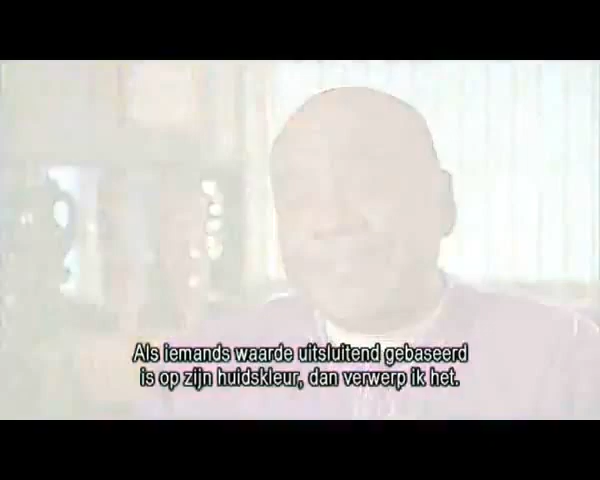 Als iemands waarde uitsluitend gebaseerd
is op zijn huidskleur, dan verwerp ik het.